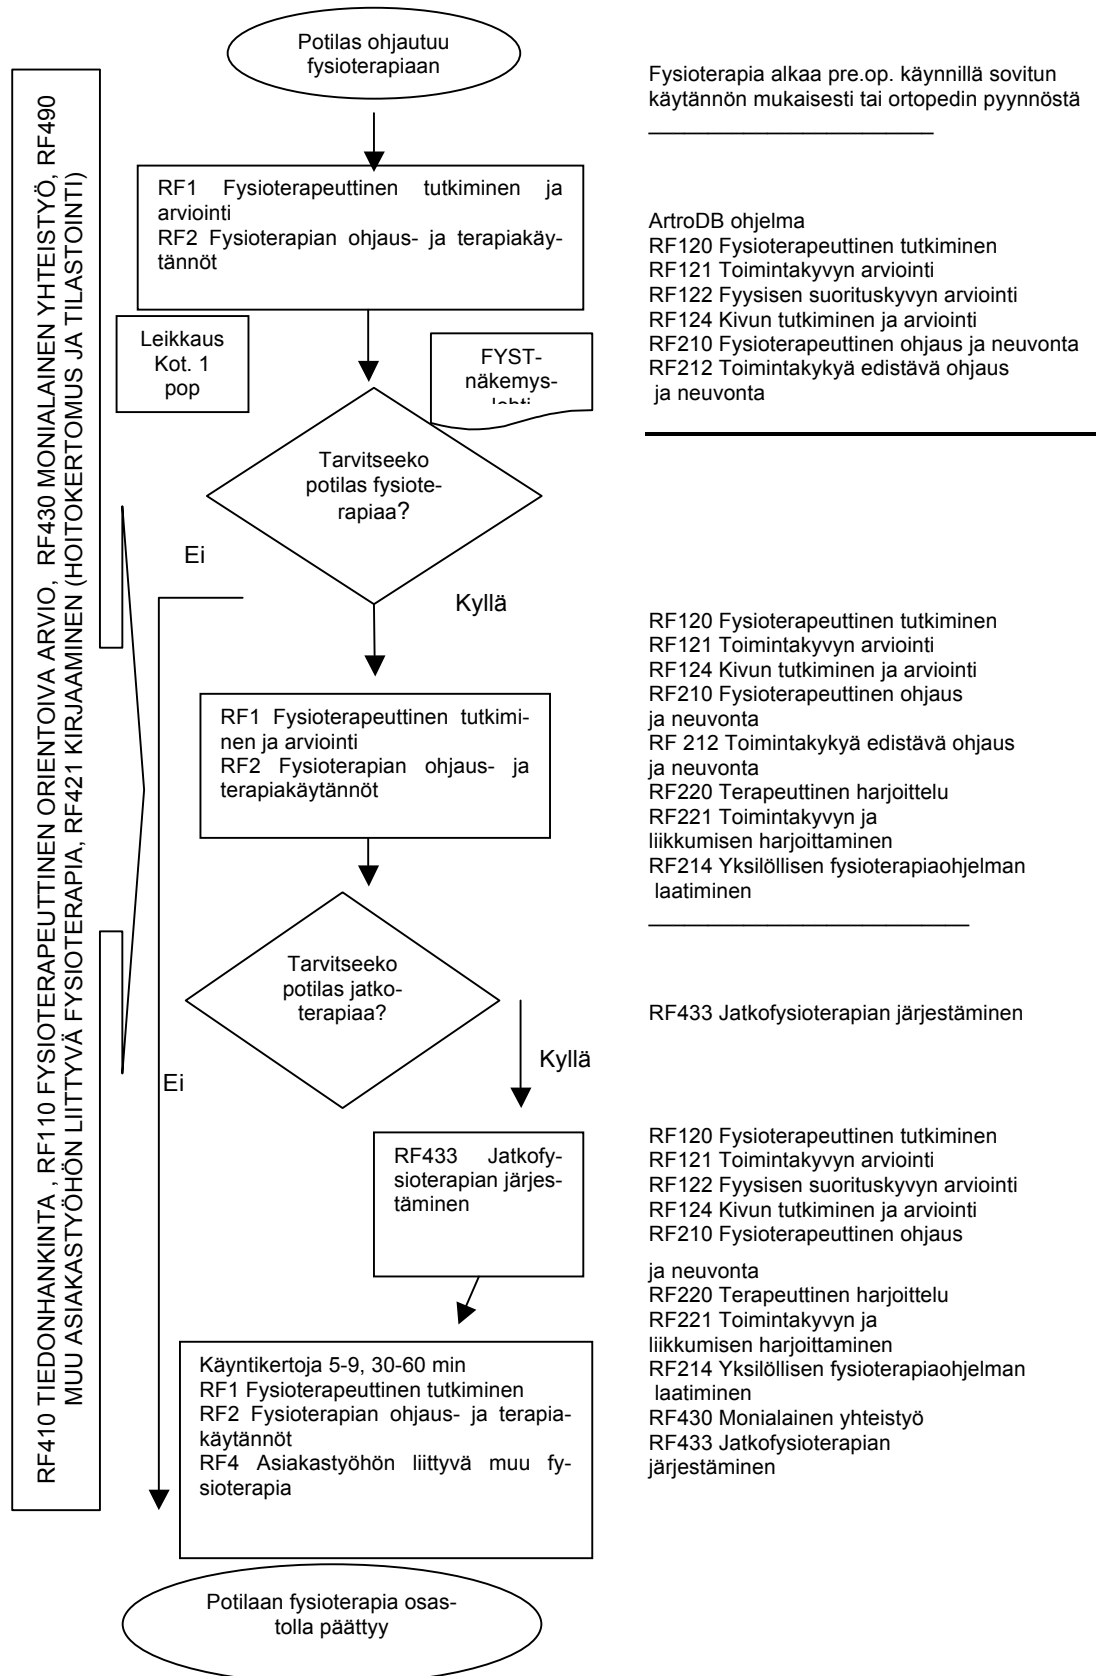 Potilas ohjautuu
fysioterapiaan
Fysioterapia alkaa pre.op. käynnillä sovitun
käytännön mukaisesti tai ortopedin pyynnöstä
RF410 TIEDONHANKINTA , RF110 FYSIOTERAPEUTTINEN ORIENTOIVA ARVIO,  RF430 MONIALAINEN YHTEISTYÖ, RF490
MUU ASIAKASTYÖHÖN LIITTYVÄ FYSIOTERAPIA, RF421 KIRJAAMINEN (HOITOKERTOMUS JA TILASTOINTI)
RF1 Fysioterapeuttinen tutkiminen ja
arviointi
RF2 Fysioterapian ohjaus- ja terapiakäy-
tännöt
ArtroDB ohjelma
RF120 Fysioterapeuttinen tutkiminen
RF121 Toimintakyvyn arviointi
RF122 Fyysisen suorituskyvyn arviointi
RF124 Kivun tutkiminen ja arviointi
RF210 Fysioterapeuttinen ohjaus ja neuvonta
RF212 Toimintakykyä edistävä ohjaus
ja neuvonta
Leikkaus
Kot. 1
pop
FYST-
näkemys-
lehti
Tarvitseeko
potilas fysiote-
rapiaa?
Ei
Kyllä
RF1 Fysioterapeuttinen tutkimi-
nen ja arviointi
RF2 Fysioterapian ohjaus- ja
terapiakäytännöt
RF120 Fysioterapeuttinen tutkiminen
RF121 Toimintakyvyn arviointi
RF124 Kivun tutkiminen ja arviointi
RF210 Fysioterapeuttinen ohjaus
ja neuvonta
RF 212 Toimintakykyä edistävä ohjaus
ja neuvonta
RF220 Terapeuttinen harjoittelu
RF221 Toimintakyvyn ja
liikkumisen harjoittaminen
RF214 Yksilöllisen fysioterapiaohjelman
laatiminen
Tarvitseeko
potilas jatko-
terapiaa?
Ei
Kyllä
RF433 Jatkofysioterapian järjestäminen
RF433 Jatkofy-
sioterapian järjes-
täminen
RF120 Fysioterapeuttinen tutkiminen
RF121 Toimintakyvyn arviointi
RF122 Fyysisen suorituskyvyn arviointi
RF124 Kivun tutkiminen ja arviointi
RF210 Fysioterapeuttinen ohjaus
ja neuvonta
RF220 Terapeuttinen harjoittelu
RF221 Toimintakyvyn ja
liikkumisen harjoittaminen
RF214 Yksilöllisen fysioterapiaohjelman
laatiminen
RF430 Monialainen yhteistyö
RF433 Jatkofysioterapian
järjestäminen
Käyntikertoja 5-9, 30-60 min
RF1 Fysioterapeuttinen tutkiminen
RF2 Fysioterapian ohjaus- ja terapia-
käytännöt
RF4 Asiakastyöhön liittyvä muu fy-
sioterapia
Potilaan fysioterapia osas-
tolla päättyy